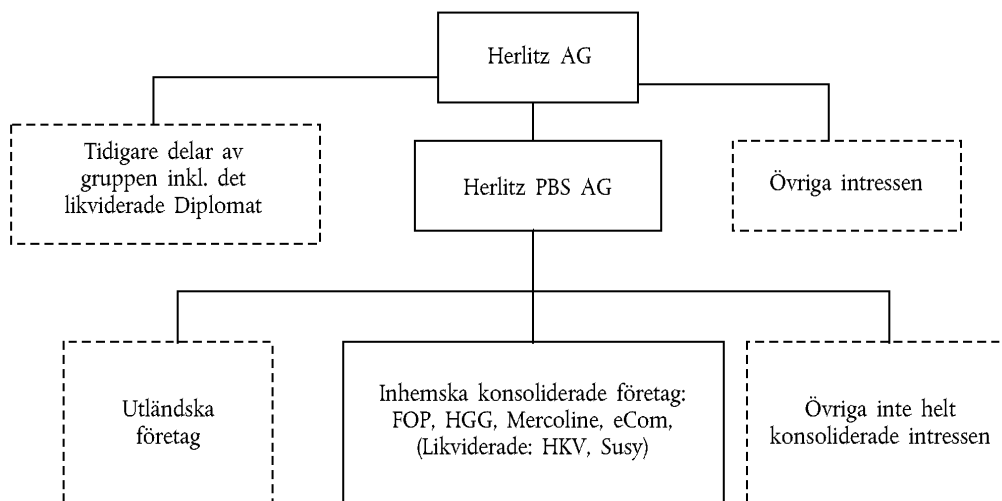 Herlitz AG
Tidigare delar av
gruppen inkl. det
likviderade Diplomat
Herlitz PBS AG
Övriga intressen
Utländska
företag
Inhemska konsoliderade företag:
FOP, HGG, Mercoline, eCom,
(Likviderade: HKV, Susy)
Övriga inte helt
konsoliderade intressen